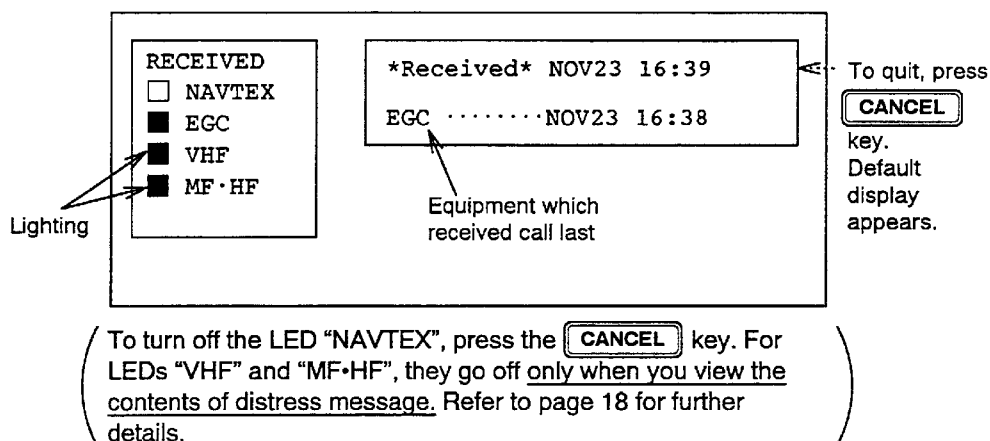 RECEIVED
□ NAVTEX
■ EGC
■ VHF
■ MF·HF
Lighting
*Received* NOV23 16:39
EGC ········NOV23 16:38
Equipment which
received call last
To quit, press
CANCEL
key.
Default
display
appears.
To turn off the LED “NAVTEX”, press the CANCEL key. For
LEDs “VHF” and “MF•HF”, they go off only when you view the
contents of distress message. Refer to page 18 for further
details.